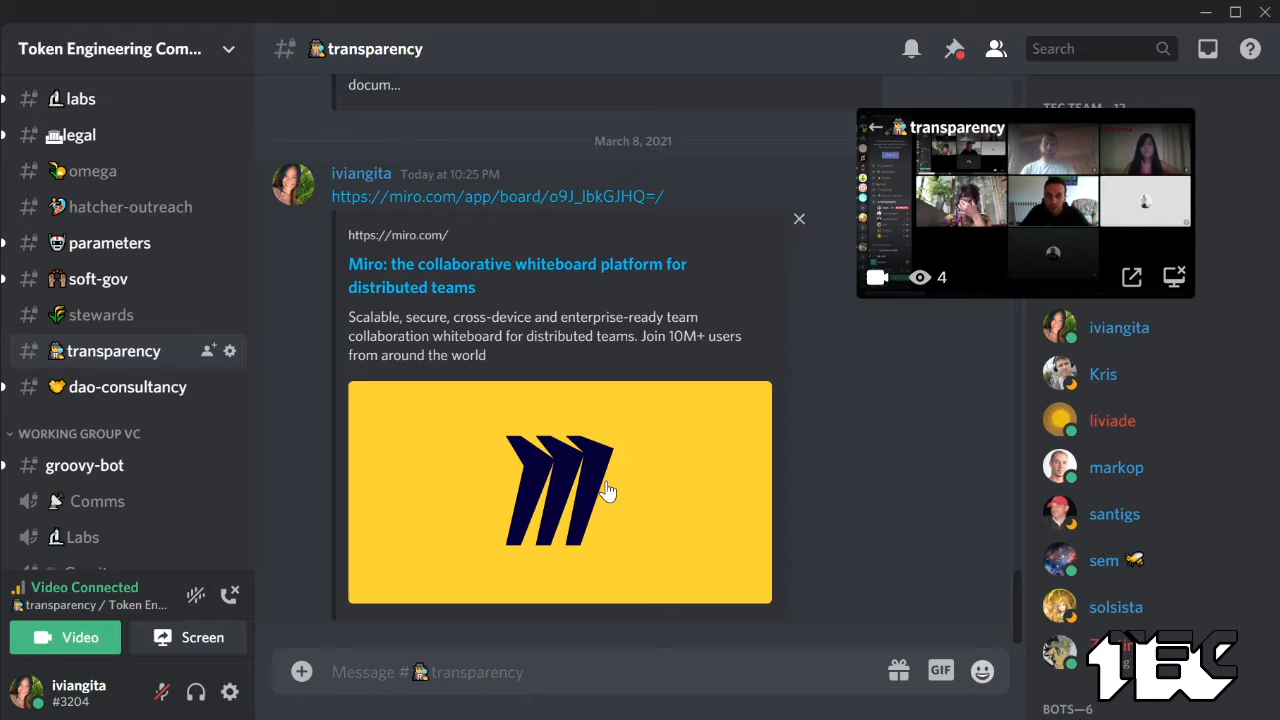 Token Engineering Com...
labs
legal
omega
hatcher-outreach
parameters
soft-gov
stewards
transparency
dao-consultancy
WORKING GROUP VC
groovy-bot
Comms
Labs
Video Connected
transparency / Token En...
Video
Screen
iviangita
#3204
transparency
Search
docum...
March 8, 2021
iviangita Today at 10:25 PM
https://miro.com/app/board/o9J_lbkGJHQ=/
https://miro.com/
Miro: the collaborative whiteboard platform for
distributed teams
Scalable, secure, cross-device and enterprise-ready team
collaboration whiteboard for distributed teams. Join 10M+ users
from around the world
Message # transparency
GIF
transparency
4
iviangita
Kris
liviade
markop
santigs
sem
solsista
TEC
BOTS—6